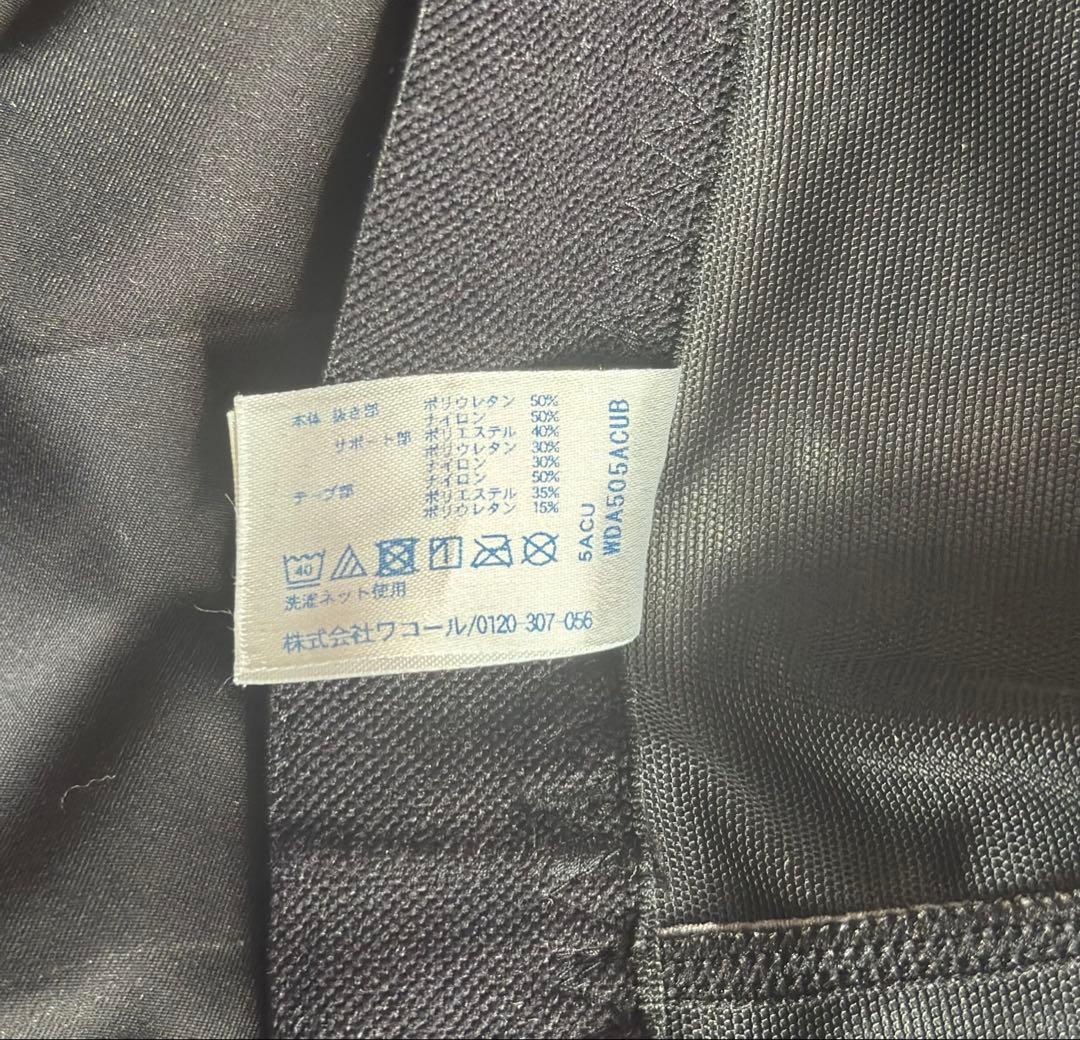 本体 抜き部 ポリウレタン 50%
ナイロン 50%
サポート部 ポリエステル 40%
ポリウレタン 30%
ナイロン 30%
テープ部 ナイロン 50%
ポリエステル 35%
ポリウレタン 15%
40
洗濯ネット使用
株式会社ワコール/0120-307-056
5ACU
WDA505ACUB